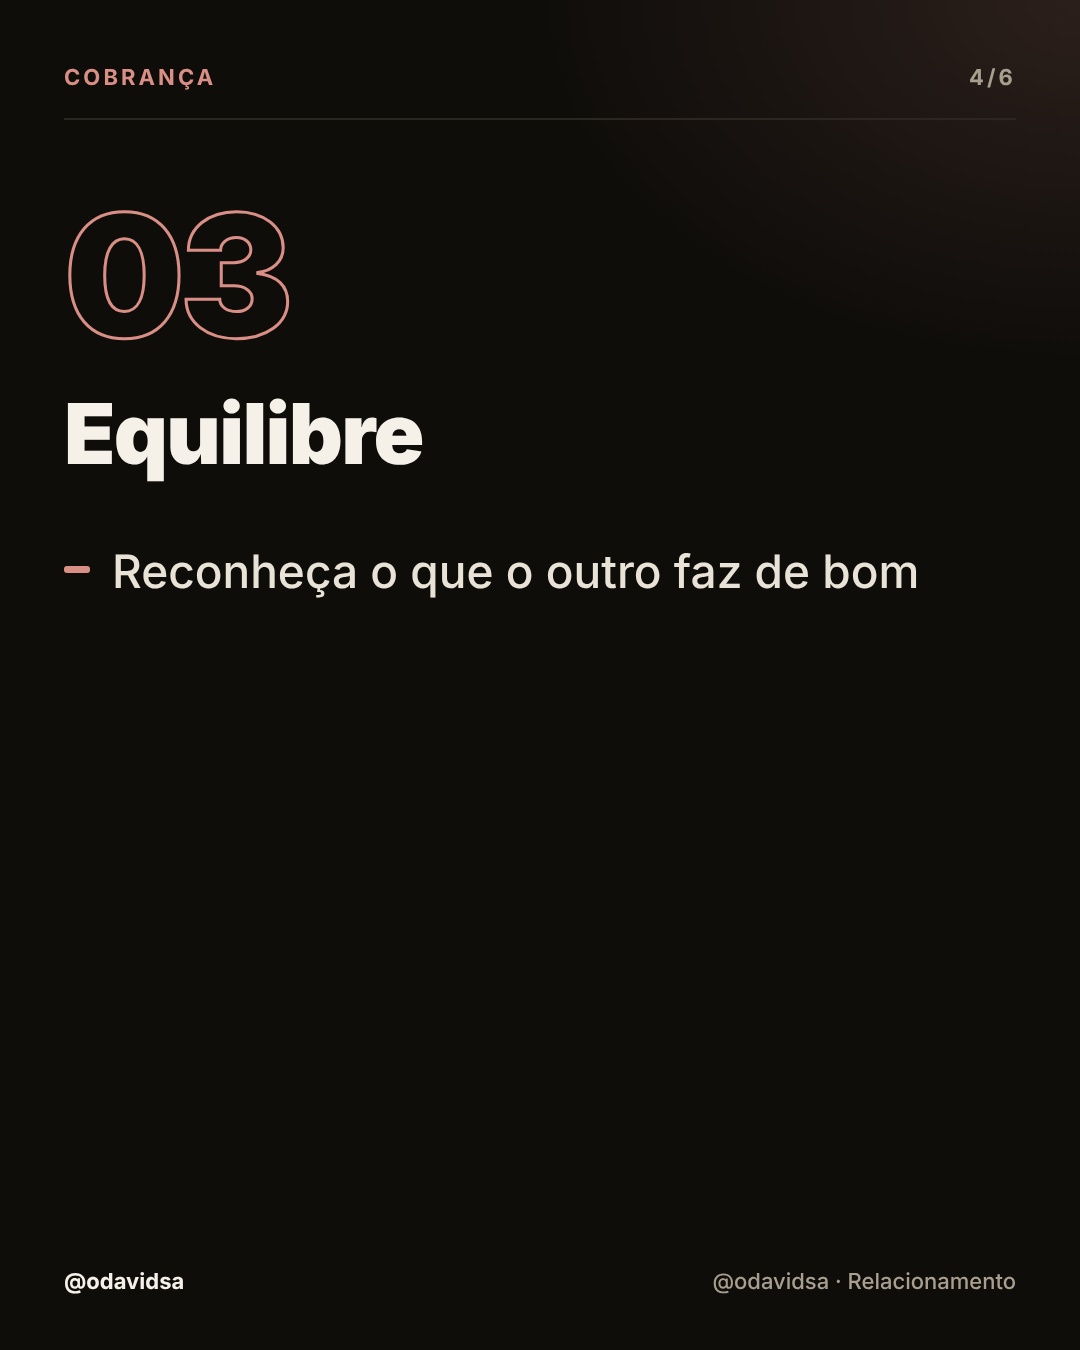 COBRANÇA
4/6
03
Equilibre
Reconheça o que o outro faz de bom
@odavidsa
@odavidsa · Relacionamento